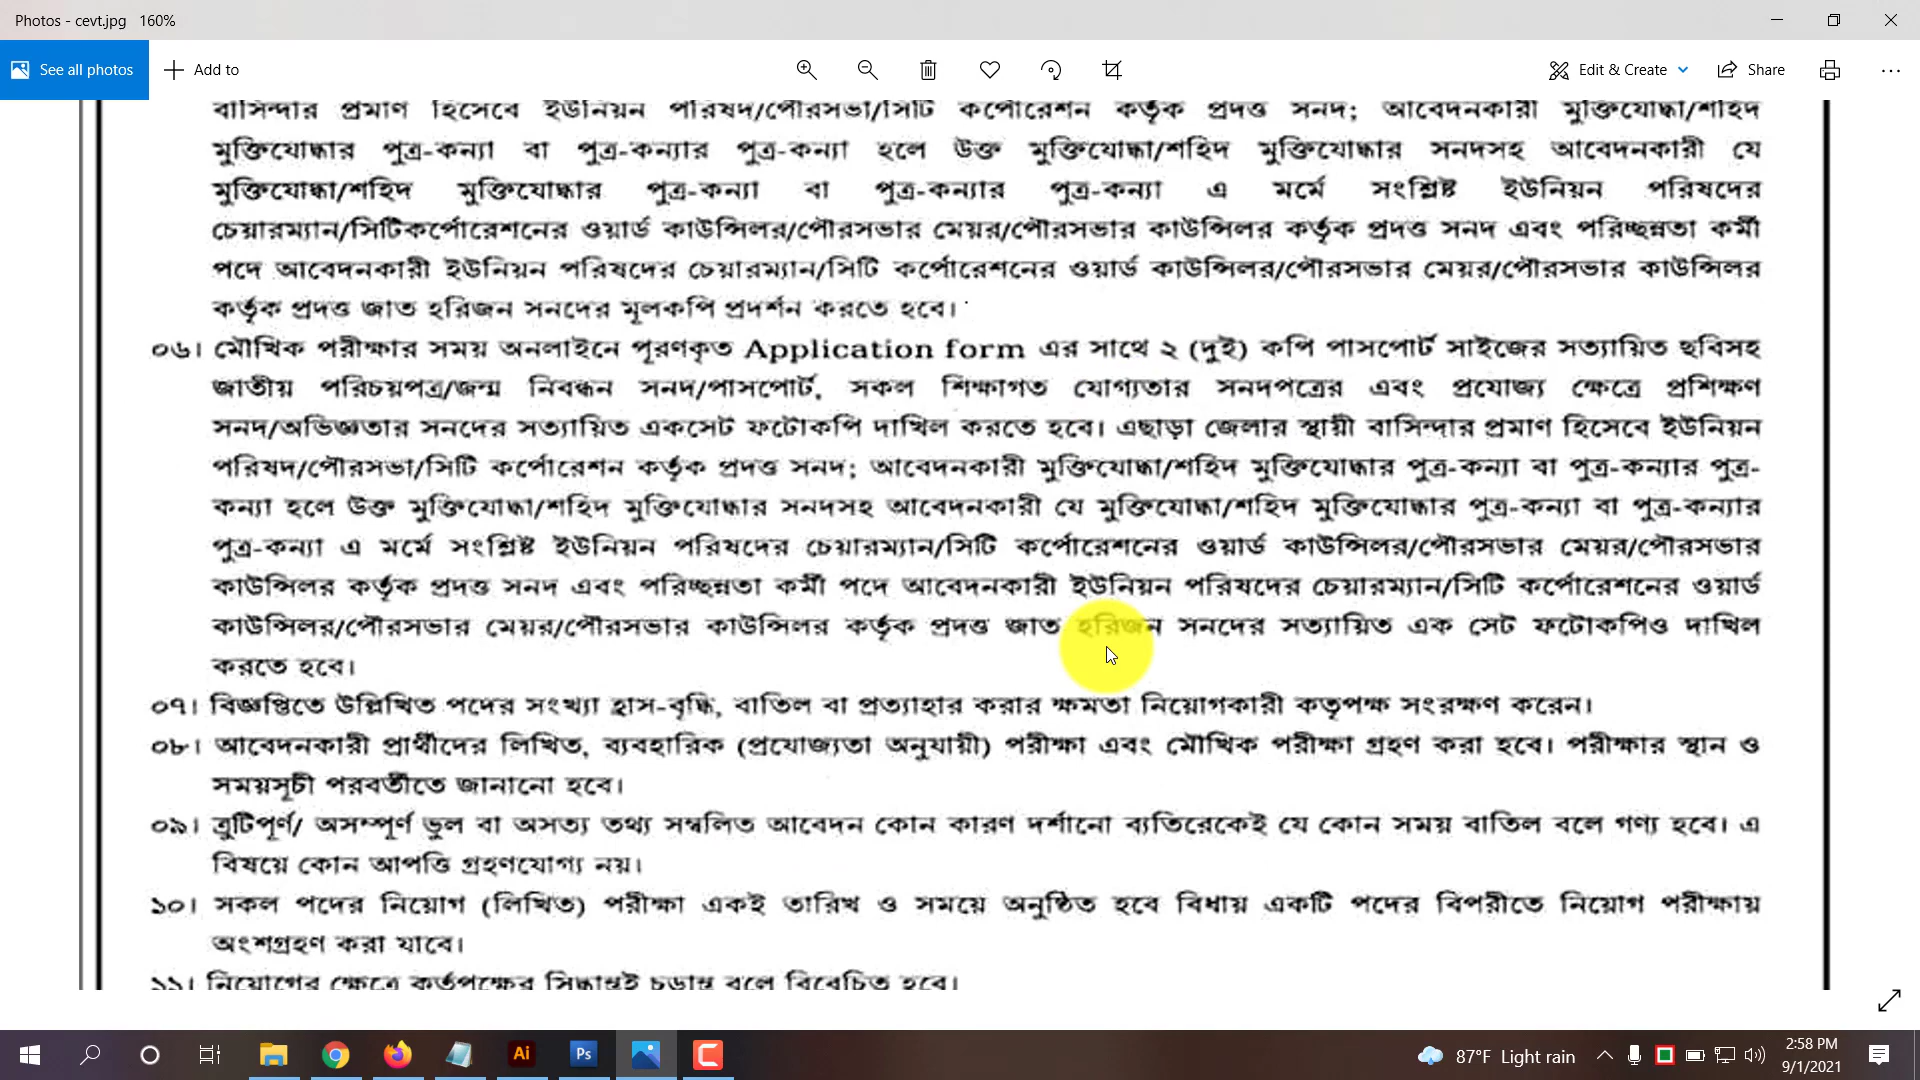 Photos - cevt.jpg 160%
See all photos
Add to
Edit & Create
Share
বাসিন্দার প্রমাণ হিসেবে ইউনিয়ন পরিষদ/পৌরসভা/সিটি কর্পোরেশন কর্তৃক প্রদত্ত সনদ; আবেদনকারী মুক্তিযোদ্ধা/শহিদ
মুক্তিযোদ্ধার পুত্র-কন্যা বা পুত্র-কন্যার পুত্র-কন্যা হলে উক্ত মুক্তিযোদ্ধা/শহিদ মুক্তিযোদ্ধার সনদসহ আবেদনকারী যে
মুক্তিযোদ্ধা/শহিদ মুক্তিযোদ্ধার পুত্র-কন্যা বা পুত্র-কন্যার পুত্র-কন্যা এ মর্মে সংশ্লিষ্ট ইউনিয়ন পরিষদের
চেয়ারম্যান/সিটিকর্পোরেশনের ওয়ার্ড কাউন্সিলর/পৌরসভার মেয়র/পৌরসভার কাউন্সিলর কর্তৃক প্রদত্ত সনদ এবং পরিচ্ছন্নতা কর্মী
পদে আবেদনকারী ইউনিয়ন পরিষদের চেয়ারম্যান/সিটি কর্পোরেশনের ওয়ার্ড কাউন্সিলর/পৌরসভার মেয়র/পৌরসভার কাউন্সিলর
কর্তৃক প্রদত্ত জাত হরিজন সনদের মূলকপি প্রদর্শন করতে হবে।
০৬। মৌখিক পরীক্ষার সময় অনলাইনে পূরণকৃত Application form এর সাথে ২ (দুই) কপি পাসপোর্ট সাইজের সত্যায়িত ছবিসহ
জাতীয় পরিচয়পত্র/জন্ম নিবন্ধন সনদ/পাসপোর্ট, সকল শিক্ষাগত যোগ্যতার সনদপত্রের এবং প্রযোজ্য ক্ষেত্রে প্রশিক্ষণ
সনদ/অভিজ্ঞতার সনদের সত্যায়িত একসেট ফটোকপি দাখিল করতে হবে। এছাড়া জেলার স্থায়ী বাসিন্দার প্রমাণ হিসেবে ইউনিয়ন
পরিষদ/পৌরসভা/সিটি কর্পোরেশন কর্তৃক প্রদত্ত সনদ; আবেদনকারী মুক্তিযোদ্ধা/শহিদ মুক্তিযোদ্ধার পুত্র-কন্যা বা পুত্র-কন্যার পুত্র-
কন্যা হলে উক্ত মুক্তিযোদ্ধা/শহিদ মুক্তিযোদ্ধার সনদসহ আবেদনকারী যে মুক্তিযোদ্ধা/শহিদ মুক্তিযোদ্ধার পুত্র-কন্যা বা পুত্র-কন্যার
পুত্র-কন্যা এ মর্মে সংশ্লিষ্ট ইউনিয়ন পরিষদের চেয়ারম্যান/সিটি কর্পোরেশনের ওয়ার্ড কাউন্সিলর/পৌরসভার মেয়র/পৌরসভার
কাউন্সিলর কর্তৃক প্রদত্ত সনদ এবং পরিচ্ছন্নতা কর্মী পদে আবেদনকারী ইউনিয়ন পরিষদের চেয়ারম্যান/সিটি কর্পোরেশনের ওয়ার্ড
কাউন্সিলর/পৌরসভার মেয়র/পৌরসভার কাউন্সিলর কর্তৃক প্রদত্ত জাত হরিজন সনদের সত্যায়িত এক সেট ফটোকপিও দাখিল
করতে হবে।
০৭। বিজ্ঞপ্তিতে উল্লিখিত পদের সংখ্যা হ্রাস-বৃদ্ধি, বাতিল বা প্রত্যাহার করার ক্ষমতা নিয়োগকারী কতৃপক্ষ সংরক্ষণ করেন।
০৮। আবেদনকারী প্রার্থীদের লিখিত, ব্যবহারিক (প্রযোজ্যতা অনুযায়ী) পরীক্ষা এবং মৌখিক পরীক্ষা গ্রহণ করা হবে। পরীক্ষার স্থান ও
সময়সূচী পরবর্তীতে জানানো হবে।
০৯। ত্রুটিপূর্ণ/ অসম্পূর্ণ ভুল বা অসত্য তথ্য সম্বলিত আবেদন কোন কারণ দর্শানো ব্যতিরেকেই যে কোন সময় বাতিল বলে গণ্য হবে। এ
বিষয়ে কোন আপত্তি গ্রহণযোগ্য নয়।
১০। সকল পদের নিয়োগ (লিখিত) পরীক্ষা একই তারিখ ও সময়ে অনুষ্ঠিত হবে বিধায় একটি পদের বিপরীতে নিয়োগ পরীক্ষায়
অংশগ্রহণ করা যাবে।
১১। নিয়োগের ক্ষেত্রে কর্তৃপক্ষের সিদ্ধান্তই চূড়ান্ত বলে বিবেচিত হবে।
Ai
Ps
87°F Light rain
2:58 PM
9/1/2021